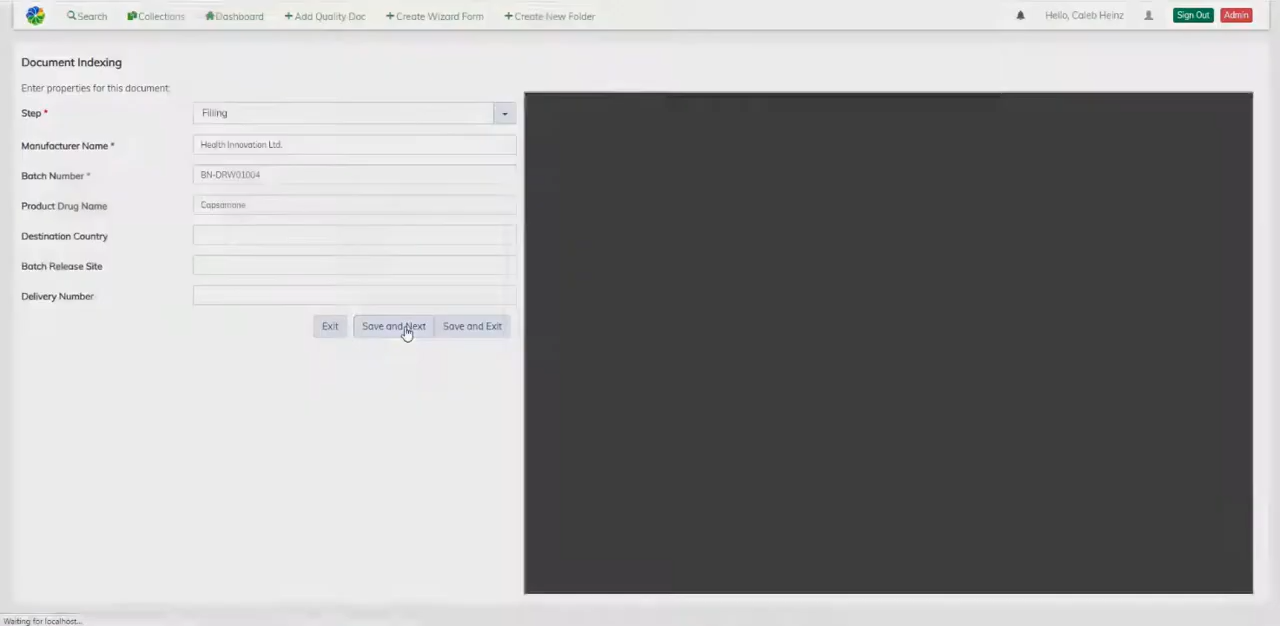 Search Collections Dashboard + Add Quality Doc + Create Wizard Form + Create New Folder Hello, Caleb Heinz Sign Out Admin
Document Indexing
Enter properties for this document:
Step * Filling
Manufacturer Name * Health Innovation Ltd.
Batch Number * BN-DRW01004
Product Drug Name Capsamone
Destination Country
Batch Release Site
Delivery Number
Exit Save and Next Save and Exit
Waiting for localhost...